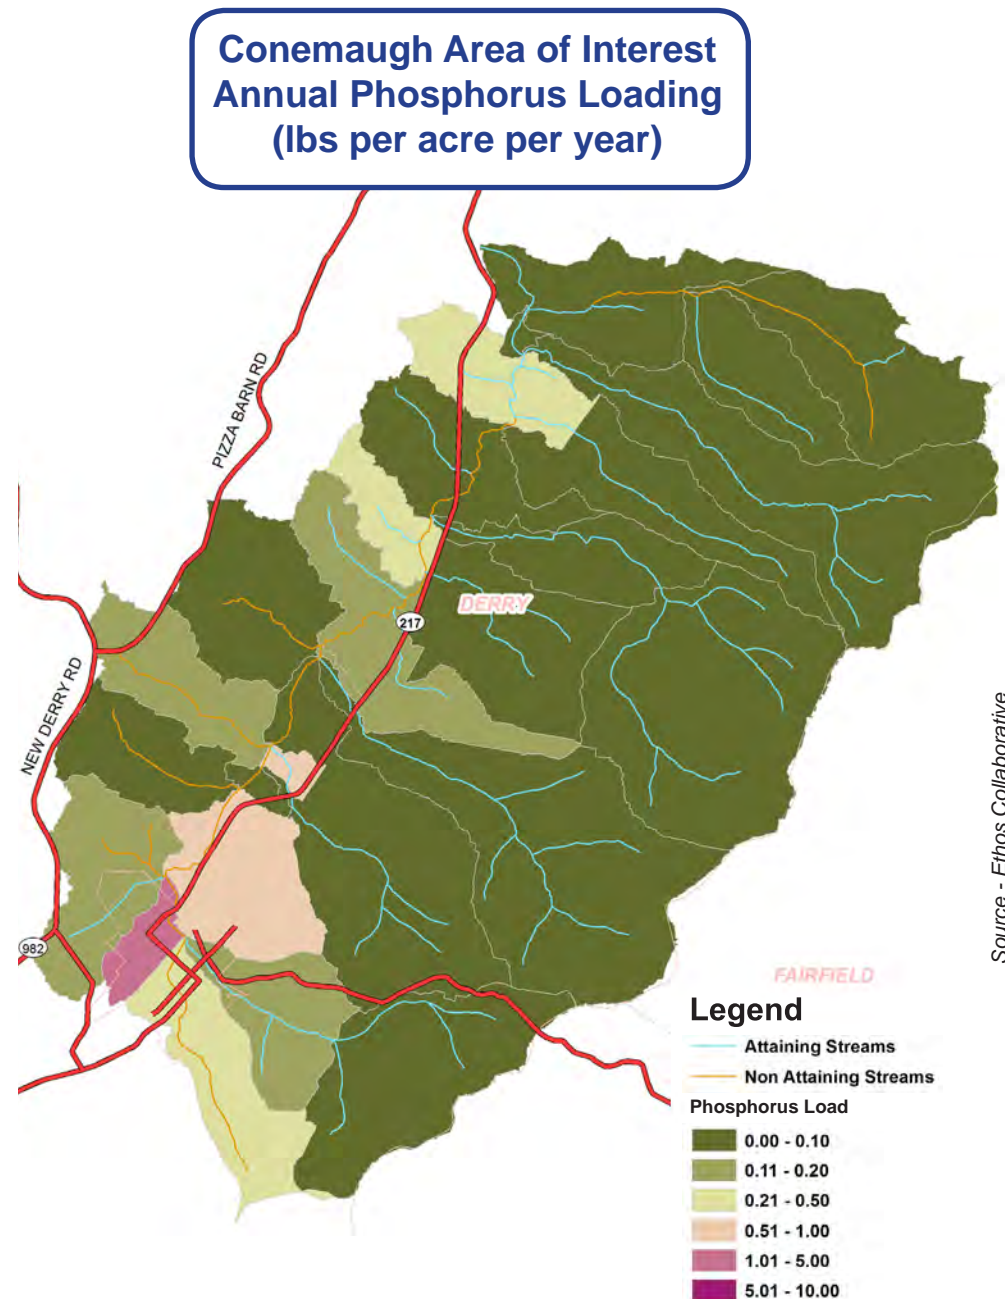 Conemaugh Area of Interest
Annual Phosphorus Loading
(lbs per acre per year)
PIZZA BARN RD
DERRY
217
NEW DERRY RD
982
Source - Ethos Collaborative
FAIRFIELD
Legend
Attaining Streams
Non Attaining Streams
Phosphorus Load
0.00 - 0.10
0.11 - 0.20
0.21 - 0.50
0.51 - 1.00
1.01 - 5.00
5.01 - 10.00